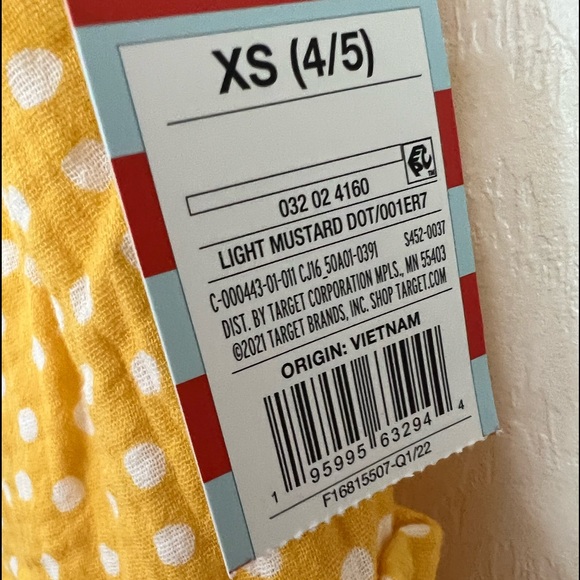 XS (4/5)
032 02 4160
LIGHT MUSTARD DOT/001ER7
C-000443-01-011 CJ16_50A01-0391 S452-0037
DIST. BY TARGET CORPORATION MPLS., MN 55403
©2021 TARGET BRANDS, INC. SHOP TARGET.COM
ORIGIN: VIETNAM
1 95995 63294 4
F16815507-Q1/22